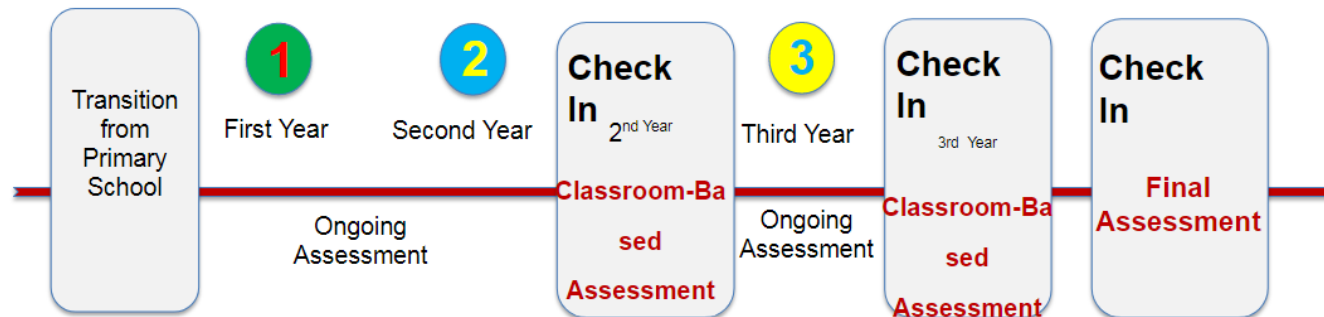 Transition
from
Primary
School
1
First Year
2
Second Year
Ongoing
Assessment
Check
In 2nd Year
Classroom-Ba
sed
Assessment
3
Third Year
Ongoing
Assessment
Check
In
3rd Year
Classroom-Ba
sed
Assessment
Check
In
Final
Assessment